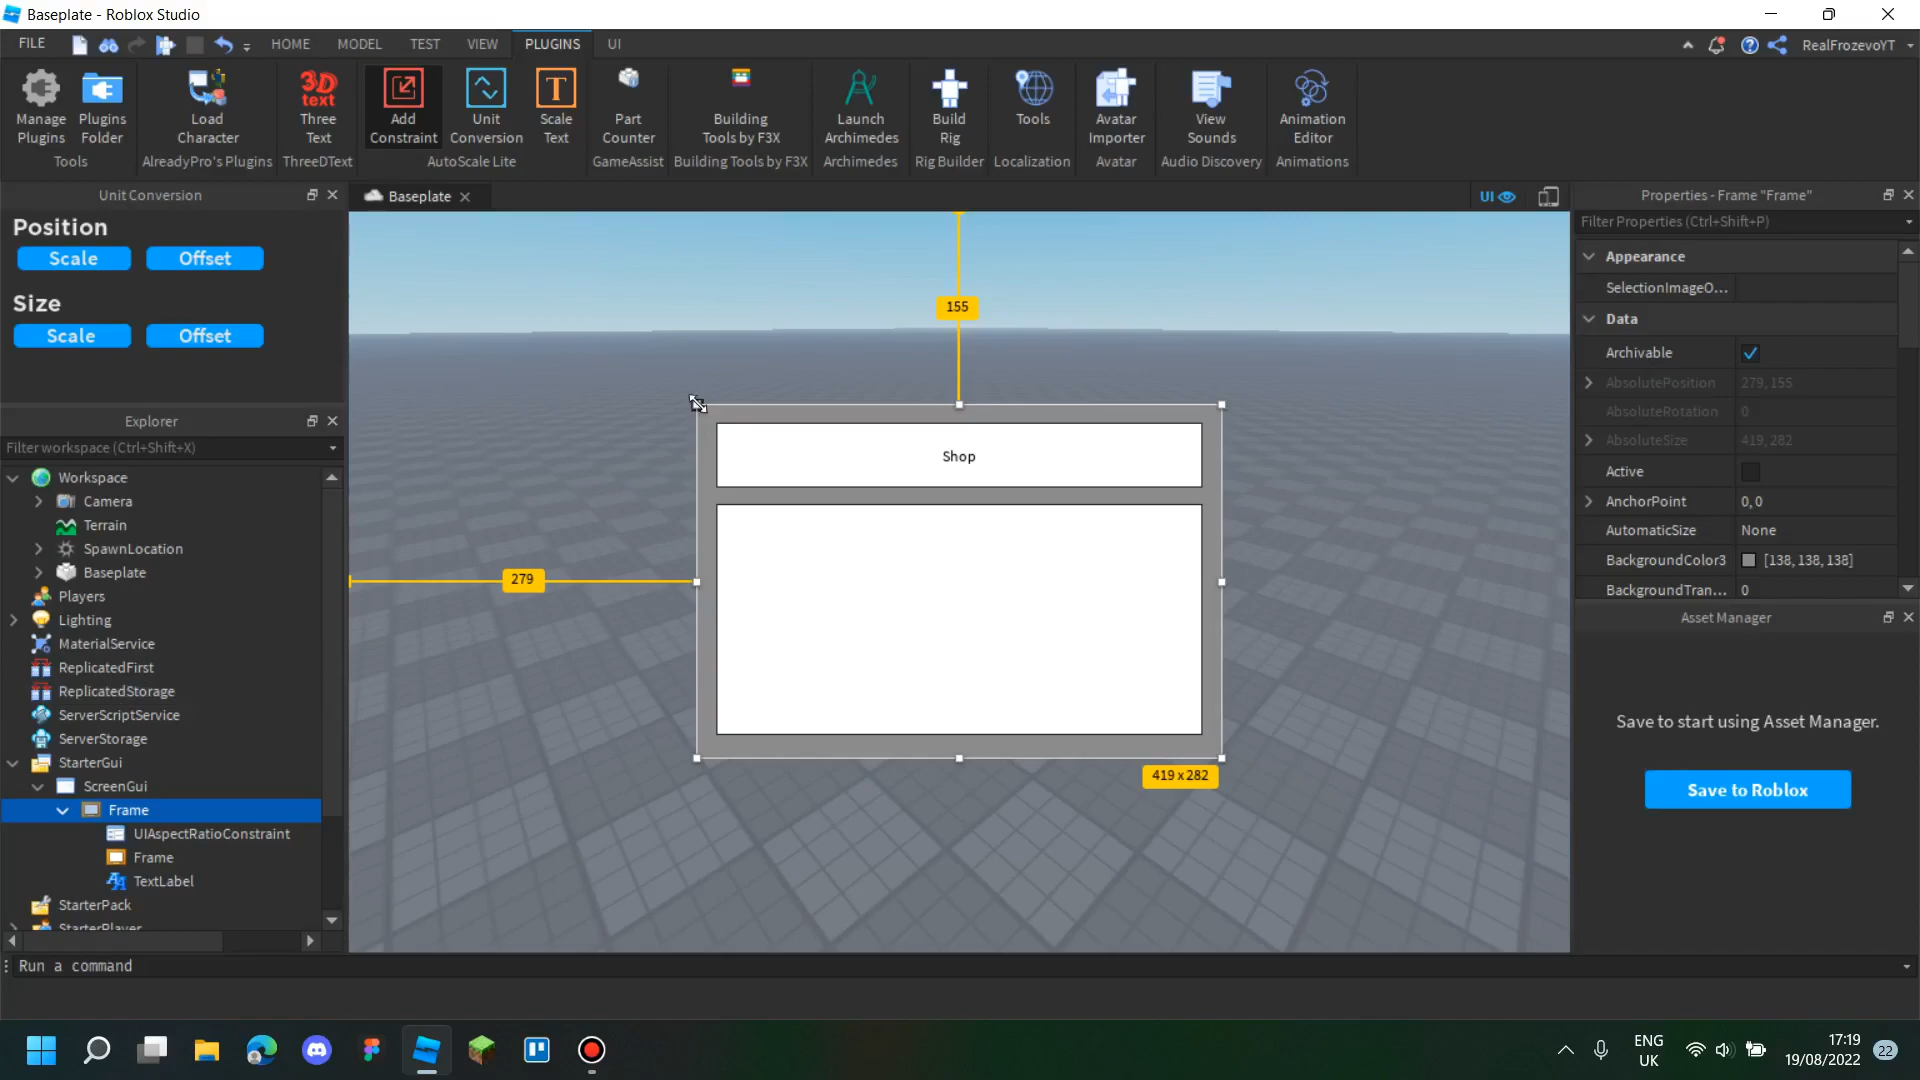 Baseplate - Roblox Studio
FILE
HOME
MODEL
TEST
VIEW
PLUGINS
UI
RealFrozevoYT
Manage
Plugins
Plugins
Folder
Tools
Load
Character
AlreadyPro's Plugins
3D
text
Three
Text
ThreeDText
Add
Constraint
Unit
Conversion
T
Scale
Text
AutoScale Lite
Part
Counter
GameAssist
Building
Tools by F3X
Building Tools by F3X
Launch
Archimedes
Archimedes
Build
Rig
Rig Builder
Tools
Localization
Avatar
Importer
Avatar
View
Sounds
Audio Discovery
Animation
Editor
Animations
Unit Conversion
Position
Scale
Offset
Size
Scale
Offset
Explorer
Filter workspace (Ctrl+Shift+X)
Workspace
Camera
Terrain
SpawnLocation
Baseplate
Players
Lighting
MaterialService
ReplicatedFirst
ReplicatedStorage
ServerScriptService
ServerStorage
StarterGui
ScreenGui
Frame
UIAspectRatioConstraint
Frame
TextLabel
StarterPack
StarterPlayer
Baseplate
UI
155
279
Shop
419 x 282
Properties - Frame "Frame"
Filter Properties (Ctrl+Shift+P)
Appearance
SelectionImageO...
Data
Archivable
AbsolutePosition 279, 155
AbsoluteRotation 0
AbsoluteSize 419, 282
Active
AnchorPoint 0, 0
AutomaticSize None
BackgroundColor3 [138, 138, 138]
BackgroundTran... 0
Asset Manager
Save to start using Asset Manager.
Save to Roblox
Run a command
ENG
UK
17:19
19/08/2022
22